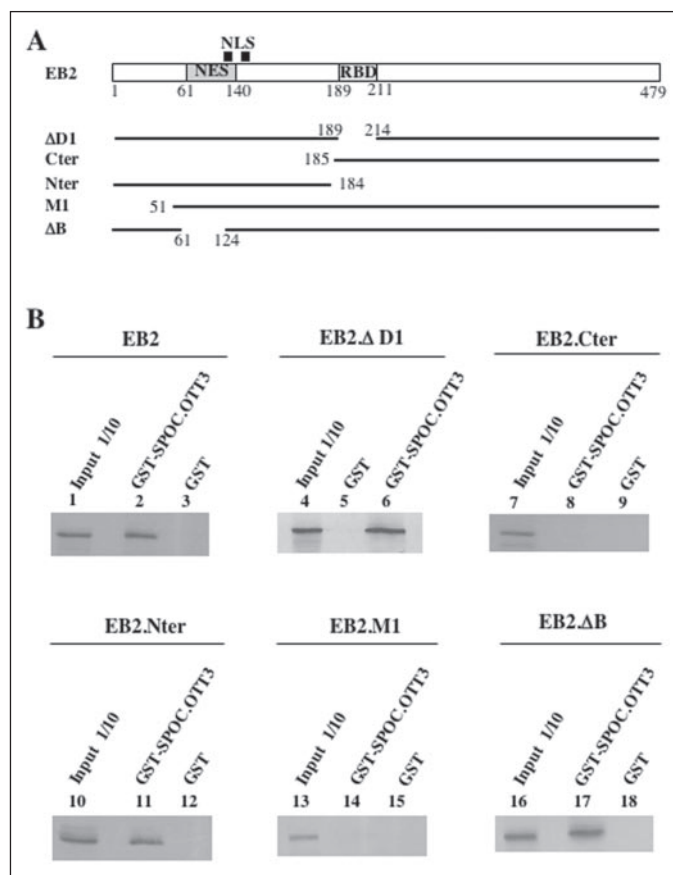 A
NLS
EB2 NES RBD
1 61 140 189 211 479
ΔD1 189 214
Cter 185
Nter 184
M1 51
ΔB 61 124
B
EB2 EB2.Δ D1 EB2.Cter
Input 1/10 GST-SPOC.OTT3 GST Input 1/10 GST GST-SPOC.OTT3 Input 1/10 GST-SPOC.OTT3 GST
1 2 3 4 5 6 7 8 9
EB2.Nter EB2.M1 EB2.ΔB
Input 1/10 GST-SPOC.OTT3 GST Input 1/10 GST-SPOC.OTT3 GST Input 1/10 GST-SPOC.OTT3 GST
10 11 12 13 14 15 16 17 18